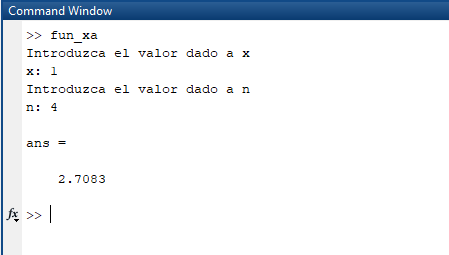 Command Window
>> fun_xa
Introduzca el valor dado a x
x: 1
Introduzca el valor dado a n
n: 4
ans =
2.7083
fx >>